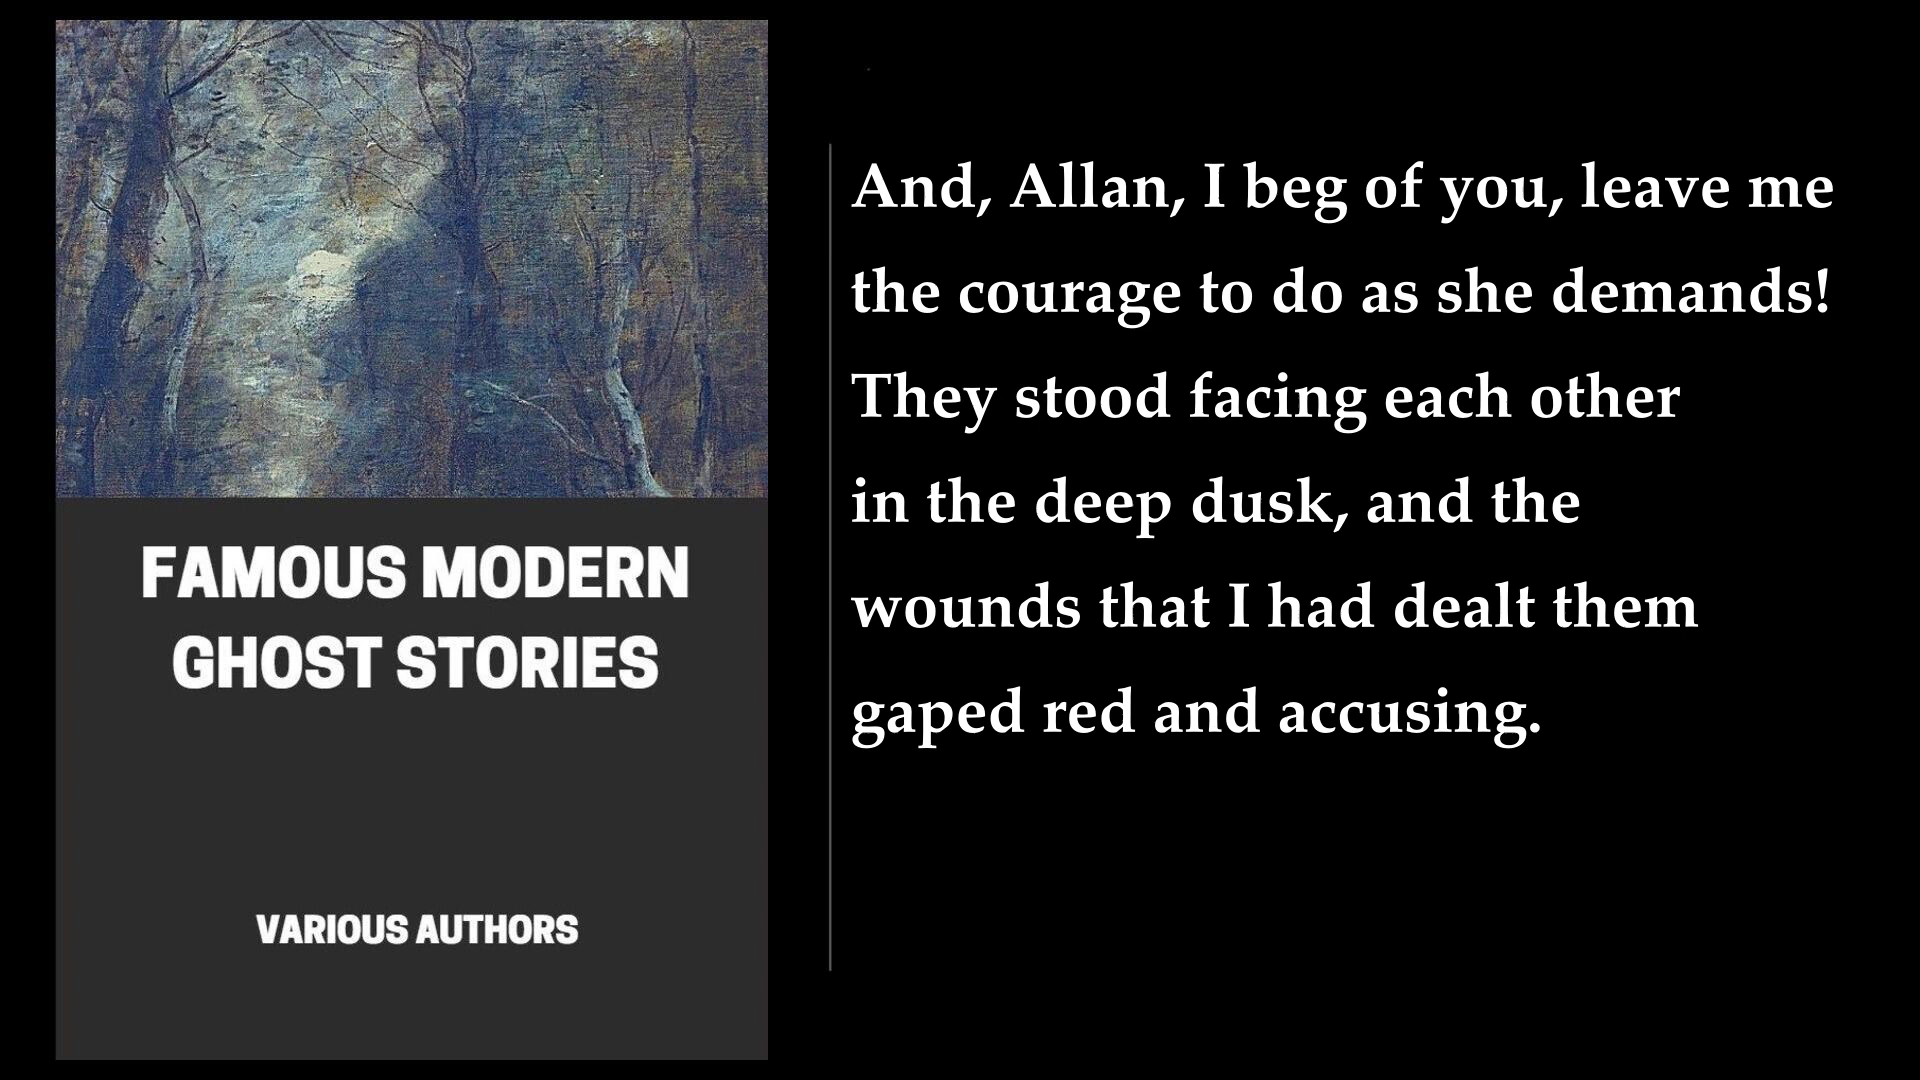 FAMOUS MODERN
GHOST STORIES
VARIOUS AUTHORS
And, Allan, I beg of you, leave me
the courage to do as she demands!
They stood facing each other
in the deep dusk, and the
wounds that I had dealt them
gaped red and accusing.